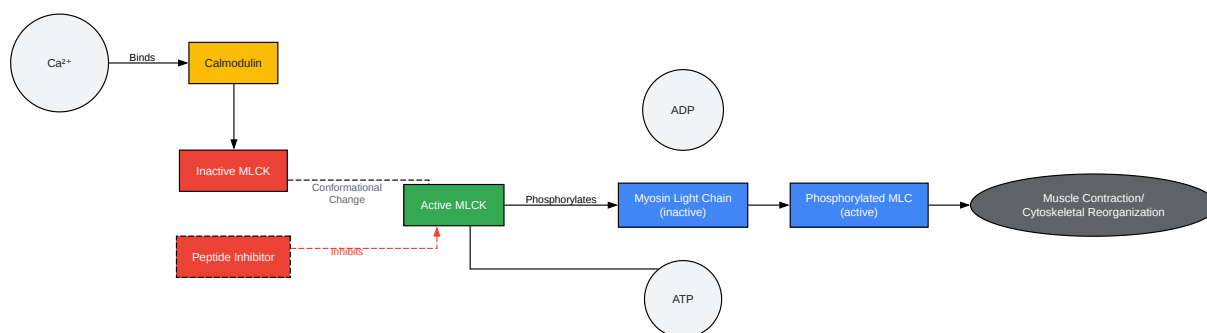 Ca²⁺
Binds
Calmodulin
ADP
Inactive MLCK
Conformational
Change
Active MLCK
Phosphorylates
Myosin Light Chain
(inactive)
Phosphorylated MLC
(active)
Muscle Contraction/
Cytoskeletal Reorganization
Peptide Inhibitor
Inhibits
ATP